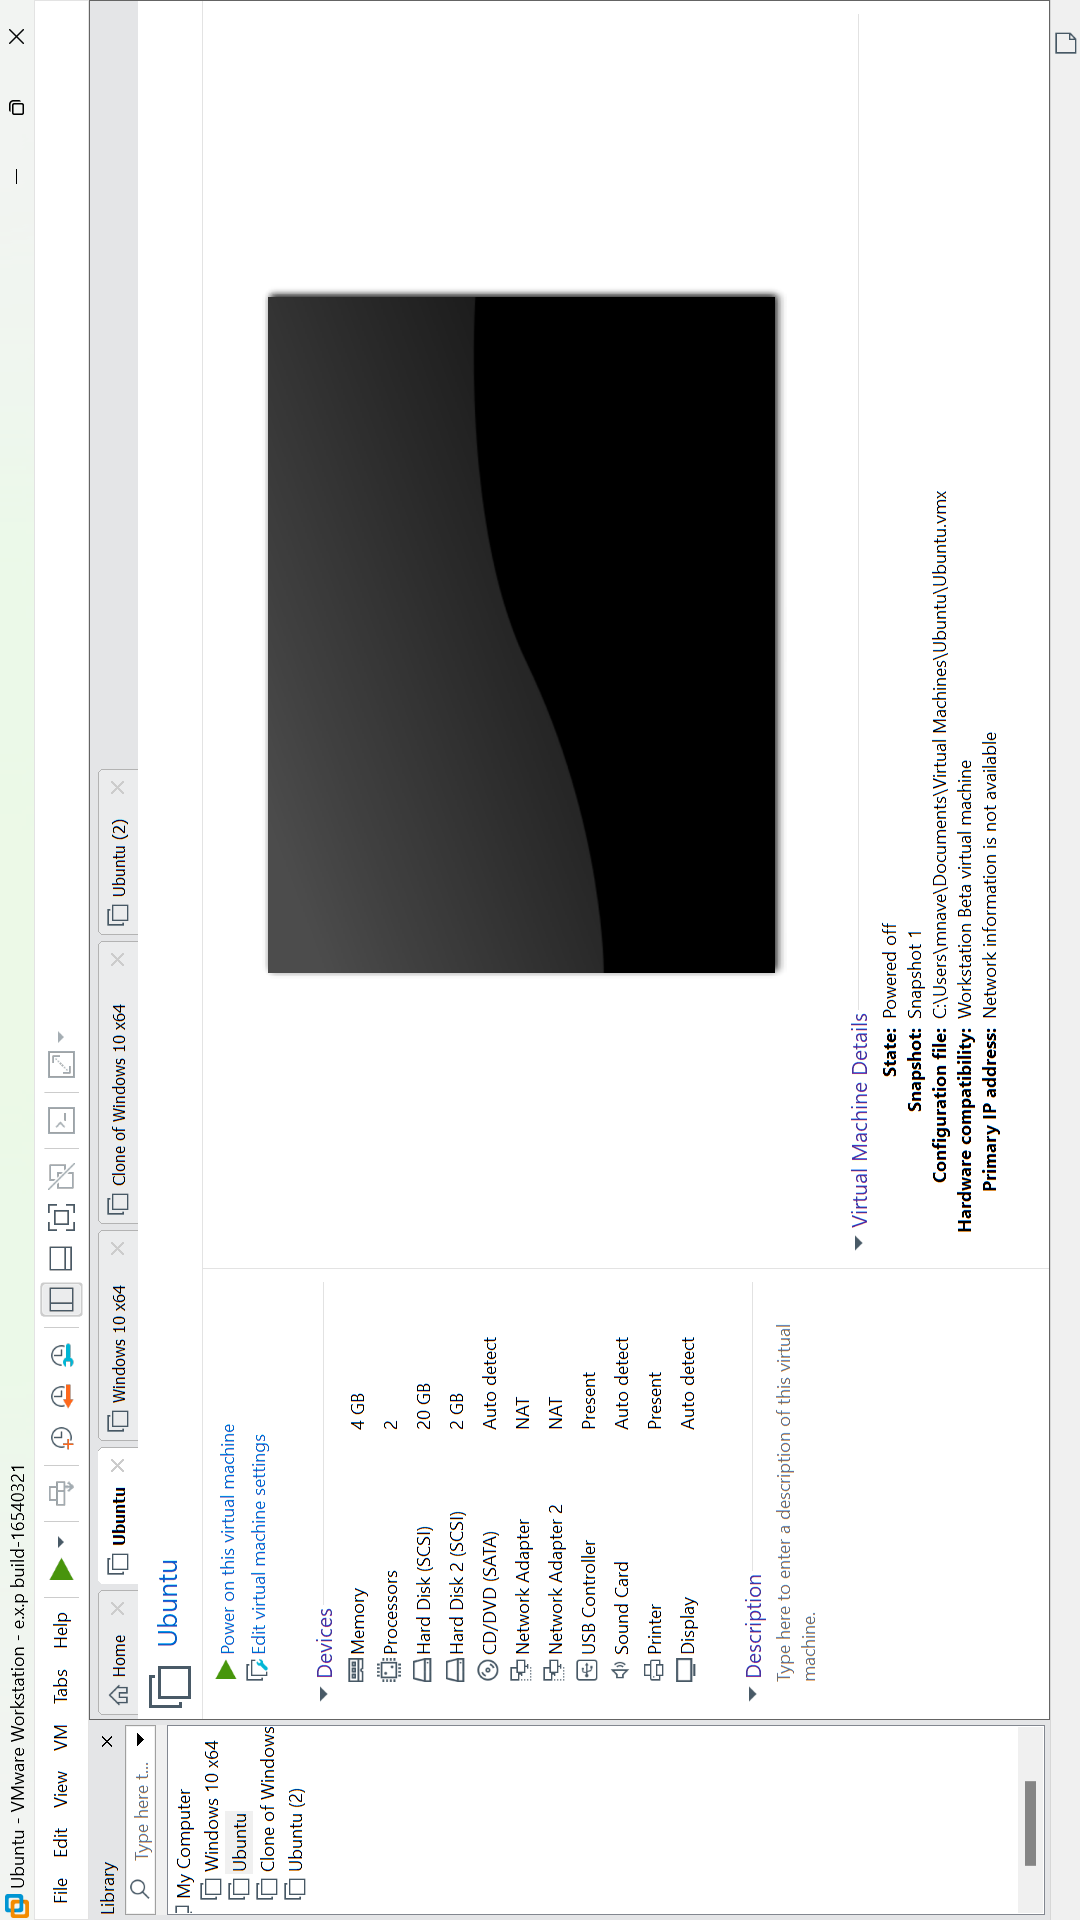 Ubuntu - VMware Workstation - e.x.p build-16540321
File Edit View VM Tabs Help
Library
Type here t...
My Computer
Windows 10 x64
Ubuntu
Clone of Windows
Ubuntu (2)
Home
Ubuntu
Windows 10 x64
Clone of Windows 10 x64
Ubuntu (2)
Ubuntu
Power on this virtual machine
Edit virtual machine settings
Devices
Memory 4 GB
Processors 2
Hard Disk (SCSI) 20 GB
Hard Disk 2 (SCSI) 2 GB
CD/DVD (SATA) Auto detect
Network Adapter NAT
Network Adapter 2 NAT
USB Controller Present
Sound Card Auto detect
Printer Present
Display Auto detect
Description
Type here to enter a description of this virtual
machine.
Virtual Machine Details
State: Powered off
Snapshot: Snapshot 1
Configuration file: C:\Users\mnave\Documents\Virtual Machines\Ubuntu\Ubuntu.vmx
Hardware compatibility: Workstation Beta virtual machine
Primary IP address: Network information is not available